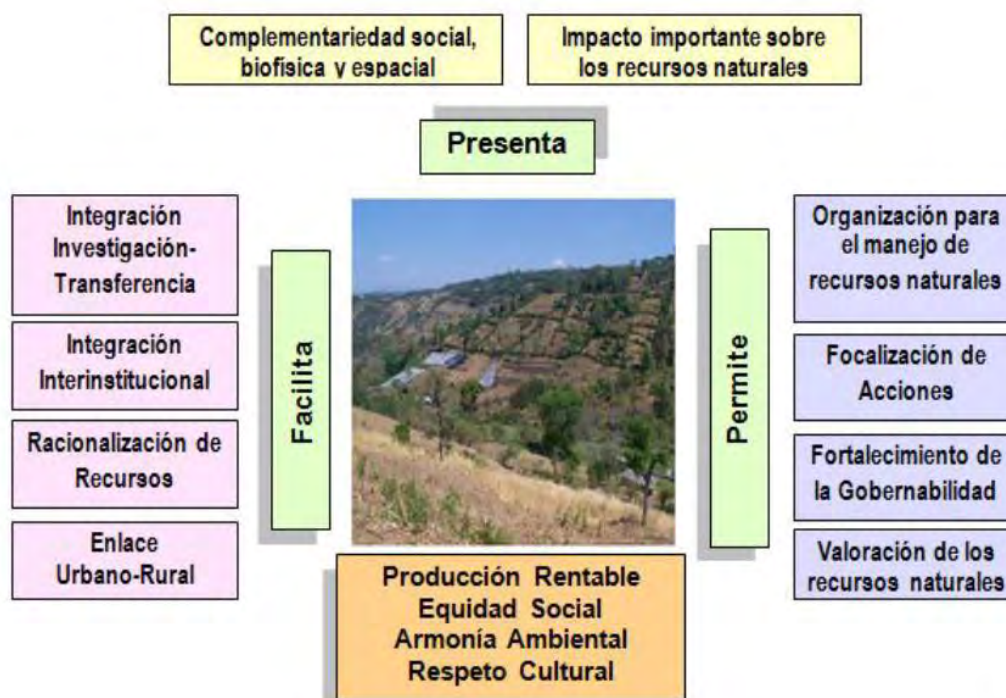 Complementariedad social,
biofísica y espacial
Impacto importante sobre
los recursos naturales
Presenta
Integración
Investigación-
Transferencia
Integración
Interinstitucional
Racionalización de
Recursos
Enlace
Urbano-Rural
Facilita
Permite
Organización para
el manejo de
recursos naturales
Focalización de
Acciones
Fortalecimiento de
la Gobernabilidad
Valoración de los
recursos naturales
Producción Rentable
Equidad Social
Armonía Ambiental
Respeto Cultural